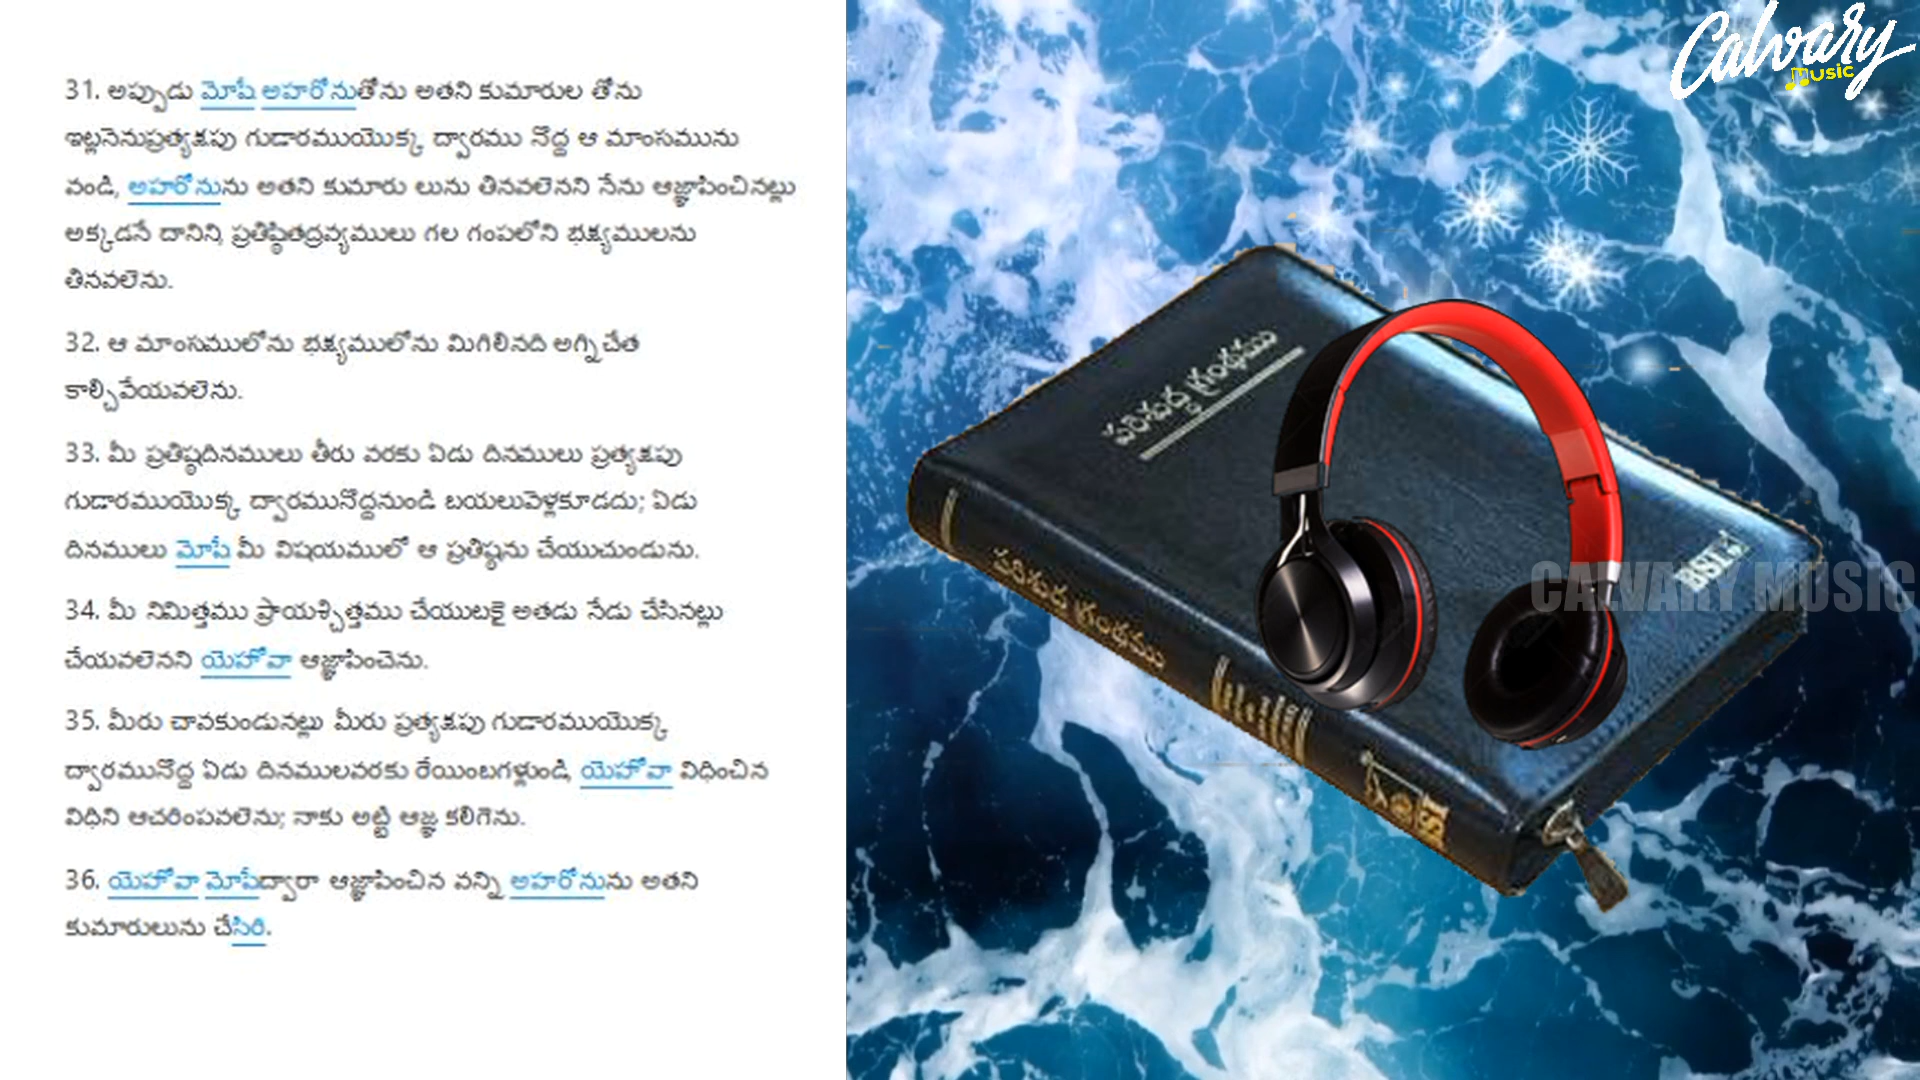 31. అప్పుడు మోషే అహరోనుతోను అతని కుమారుల తోను
ఇట్లనెనుప్రత్యక్షపు గుడారముయొక్క ద్వారము నొద్ద ఆ మాంసమును
వండి, అహరోనును అతని కుమారు లును తినవలెనని నేను ఆజ్ఞాపించినట్లు
అక్కడనే దానిని, ప్రతిష్ఠితద్రవ్యములు గల గంపలోని భక్ష్యములను
తినవలెను.
32. ఆ మాంసములోను భక్ష్యములోను మిగిలినది అగ్నిచేత
కాల్చివేయవలెను.
33. మీ ప్రతిష్ఠదినములు తీరు వరకు ఏడు దినములు ప్రత్యక్షపు
గుడారముయొక్క ద్వారమునొద్దనుండి బయలువెళ్లకూడదు; ఏడు
దినములు మోషే మీ విషయములో ఆ ప్రతిష్ఠను చేయుచుండును.
34. మీ నిమిత్తము ప్రాయశ్చిత్తము చేయుటకై అతడు నేడు చేసినట్లు
చేయవలెనని యెహోవా ఆజ్ఞాపించెను.
35. మీరు చావకుండునట్లు మీరు ప్రత్యక్షపు గుడారముయొక్క
ద్వారమునొద్ద ఏడు దినములవరకు రేయింబగళ్లుండి, యెహోవా విధించిన
విధిని ఆచరింపవలెను; నాకు అట్టి ఆజ్ఞ కలిగెను.
36. యెహోవా మోషేద్వారా ఆజ్ఞాపించిన వన్ని అహరోనును అతని
కుమారులును చేసిరి.
Calvary
music
పరిశుద్ధ గ్రంథము
పరిశుద్ధ గ్రంథము
BSI
CALVARY MUSIC
BSI